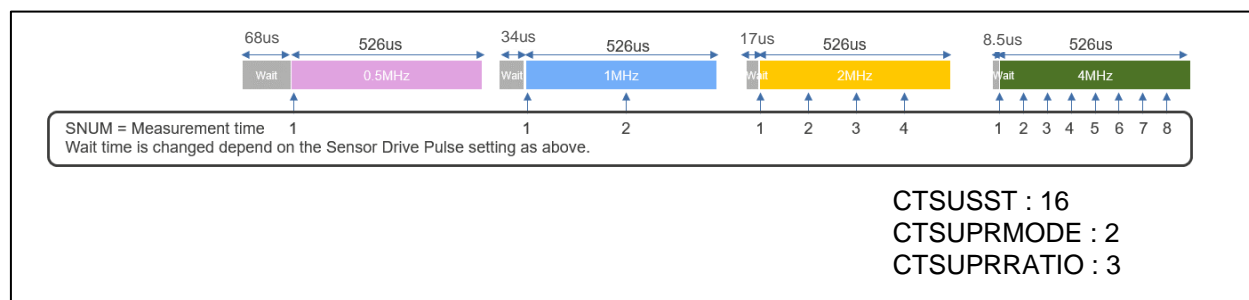 68us 526us 34us 526us 17us 526us 8.5us 526us
Wait 0.5MHz Wait 1MHz Wait 2MHz Wait 4MHz
SNUM = Measurement time 1 1 2 1 2 3 4 1 2 3 4 5 6 7 8
Wait time is changed depend on the Sensor Drive Pulse setting as above.
CTSUSST : 16
CTSUPRMODE : 2
CTSUPRRATIO : 3